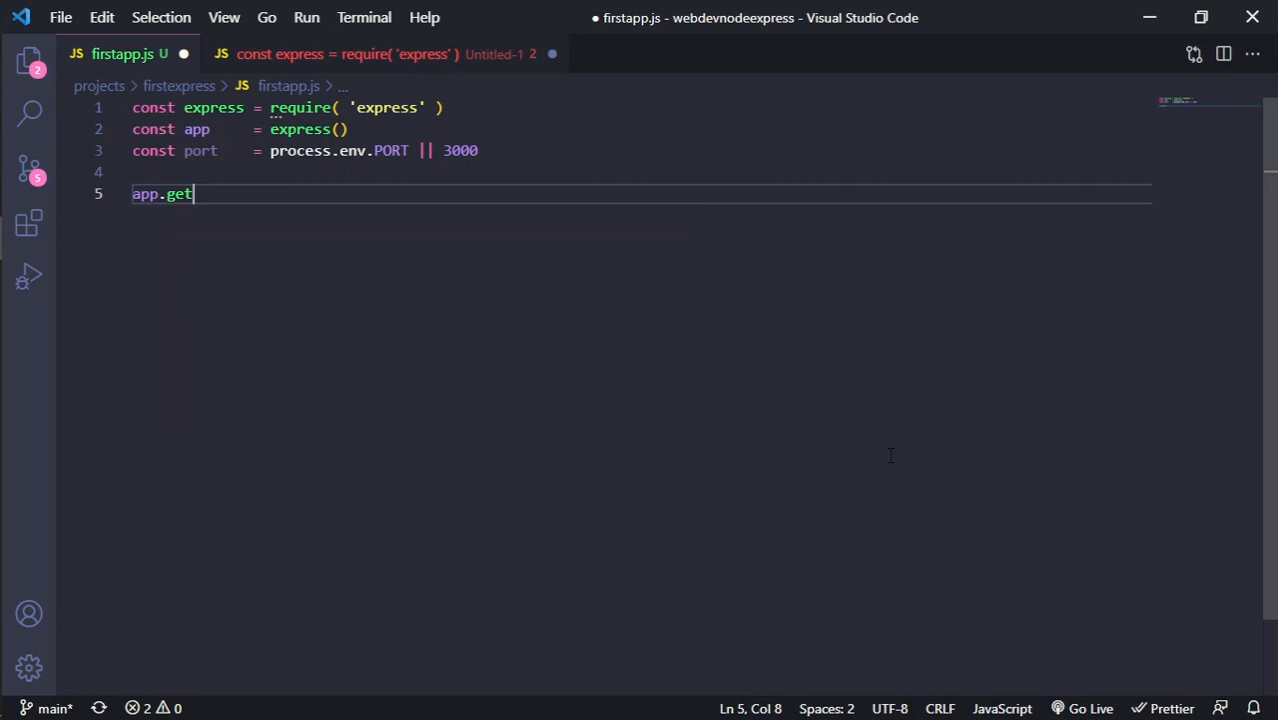 File Edit Selection View Go Run Terminal Help ● firstapp.js - webdevnodeexpress - Visual Studio Code
JS firstapp.js U JS const express = require( 'express' ) Untitled-1 2
projects > firstexpress > JS firstapp.js > ...
1 const express = require( 'express' )
2 const app     = express()
3 const port    = process.env.PORT || 3000
4
5 app.get
2
5
main* 2 0 Ln 5, Col 8 Spaces: 2 UTF-8 CRLF JavaScript Go Live Prettier